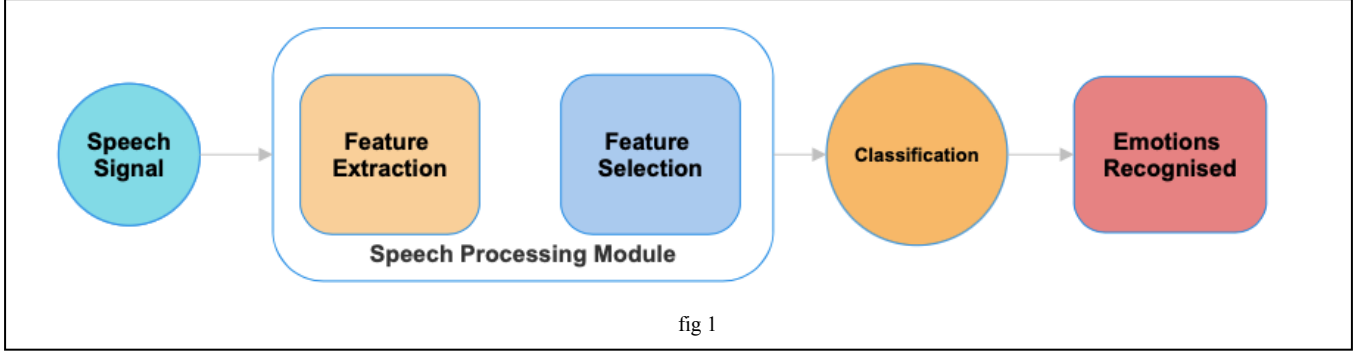 Speech
Signal
Feature
Extraction
Feature
Selection
Speech Processing Module
Classification
Emotions
Recognised
fig 1